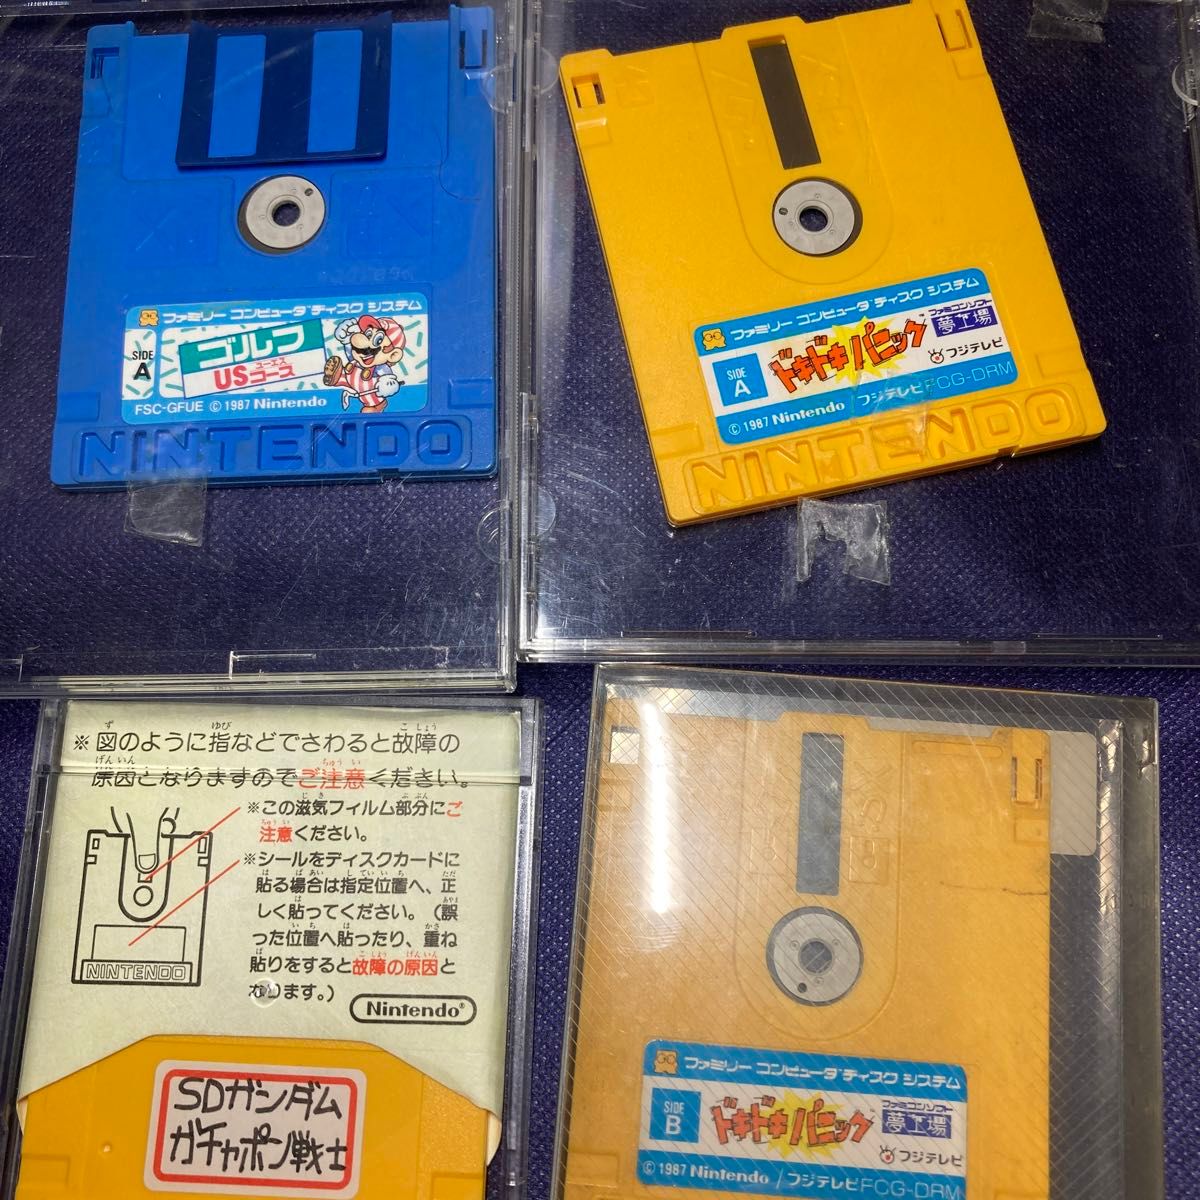 ファミリー コンピュータ ディスク システム
SIDE
A
ゴルフ
ユーエス
USコース
FSC-GFUE © 1987 Nintendo
NINTENDO
ファミリー コンピュータ ディスク システム
SIDE
A
ドキドキパニック
ファミコンソフト
夢工場
フジテレビ
© 1987 Nintendo / フジテレビ FCG-DRM
NINTENDO
※図のように指などでさわると故障の
原因となりますのでご注意ください。
※この滋気フィルム部分にご
注意ください。
※シールをディスクカードに
貼る場合は指定位置へ、正
しく貼ってください。(誤
った位置へ貼ったり、重ね
貼りをすると故障の原因と
なります。)
NINTENDO
Nintendo®
SDガンダム
ガチャポン戦士
ファミリー コンピュータ ディスク システム
SIDE
B
ドキドキパニック
ファミコンソフト
夢工場
フジテレビ
© 1987 Nintendo / フジテレビ FCG-DRM